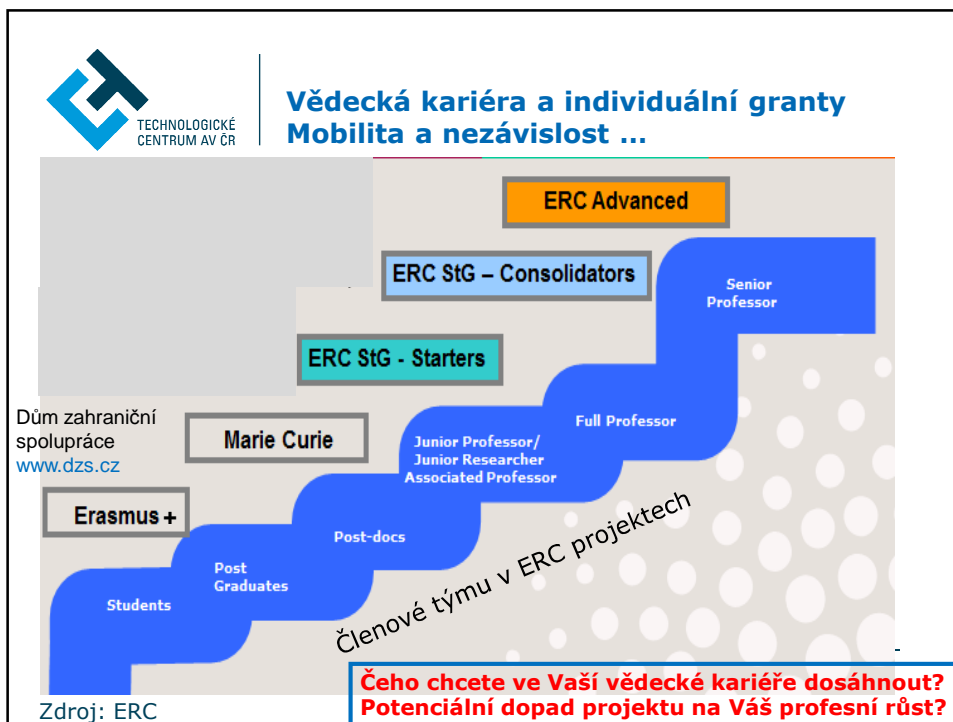 TECHNOLOGICKÉ
CENTRUM AV ČR
Vědecká kariéra a individuální granty
Mobilita a nezávislost ...
ERC Advanced
ERC StG – Consolidators
Senior
Professor
ERC StG - Starters
Dům zahraniční
spolupráce
www.dzs.cz
Marie Curie
Junior Professor/
Junior Researcher
Associated Professor
Full Professor
Erasmus +
Post-docs
Post
Graduates
Students
Členové týmu v ERC projektech
Čeho chcete ve Vaší vědecké kariéře dosáhnout?
Potenciální dopad projektu na Váš profesní růst?
Zdroj: ERC